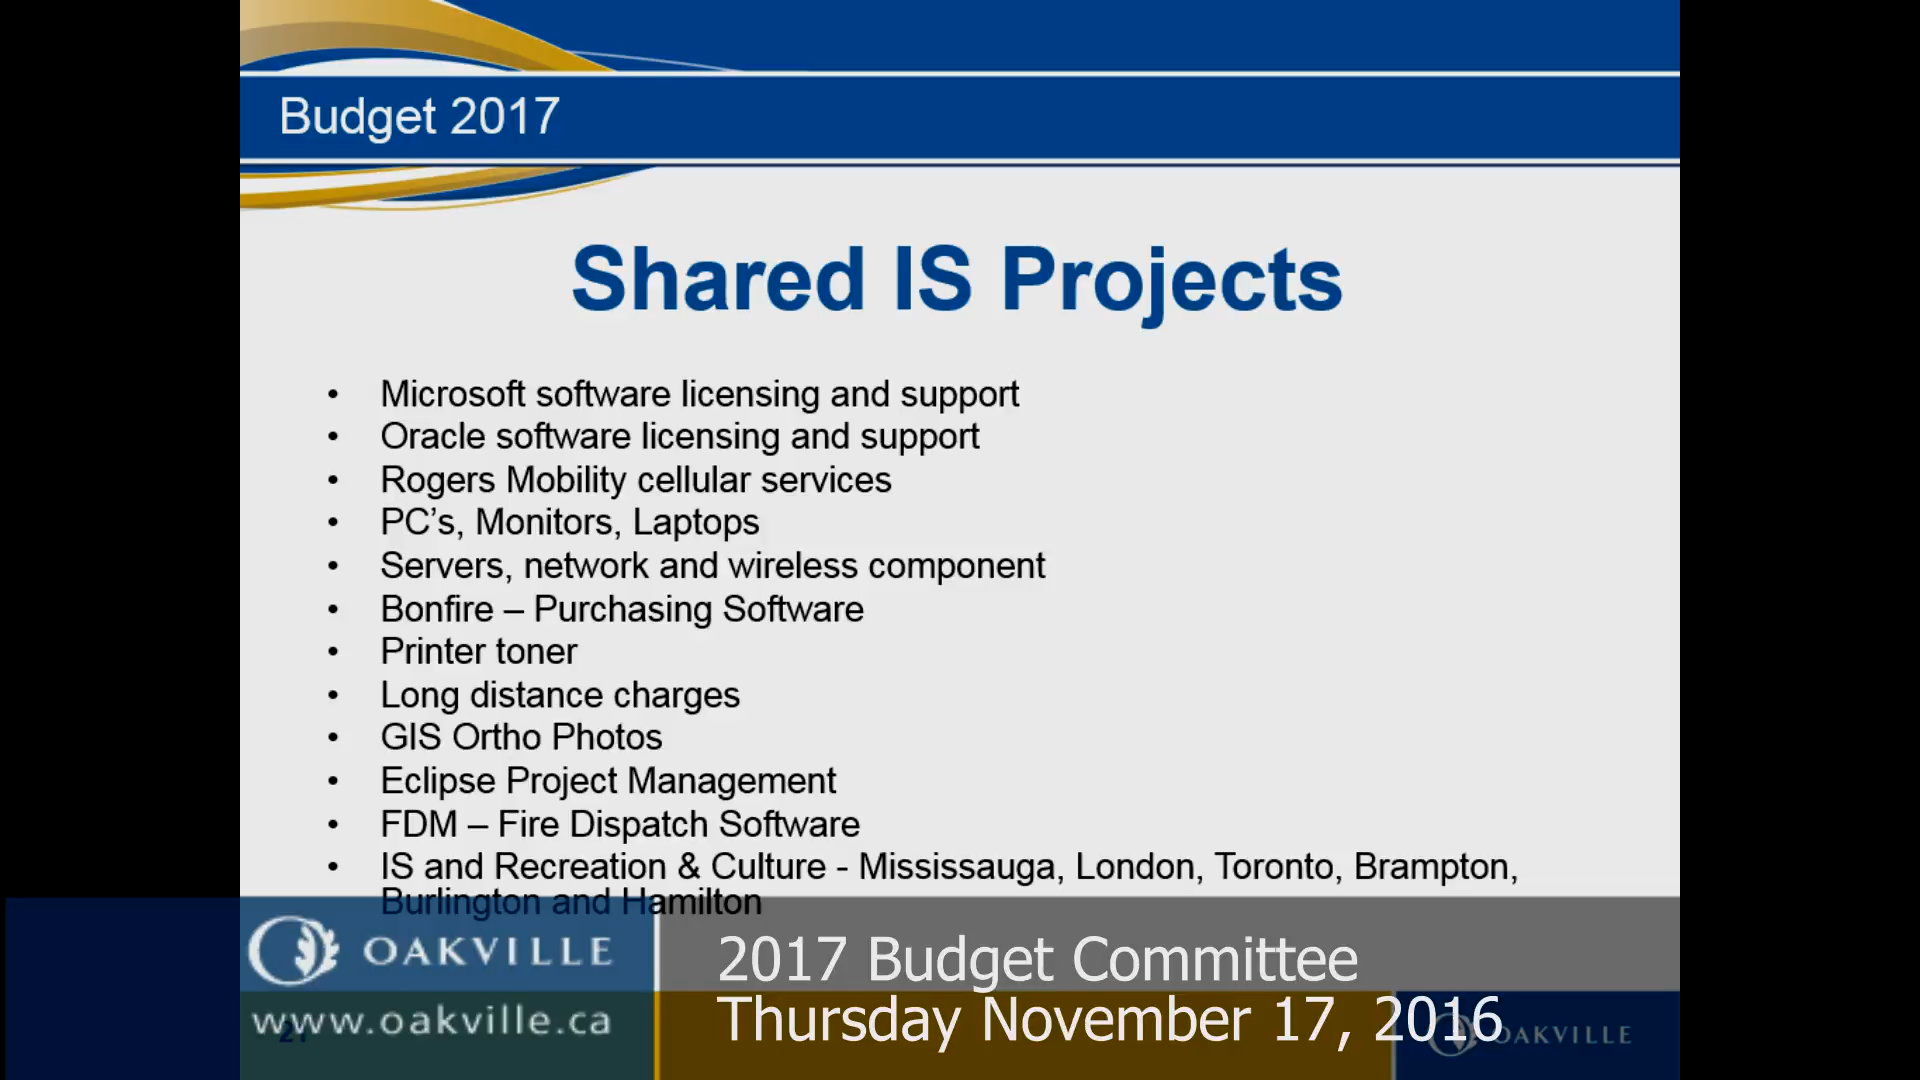 Budget 2017
Shared IS Projects
• Microsoft software licensing and support
• Oracle software licensing and support
• Rogers Mobility cellular services
• PC’s, Monitors, Laptops
• Servers, network and wireless component
• Bonfire – Purchasing Software
• Printer toner
• Long distance charges
• GIS Ortho Photos
• Eclipse Project Management
• FDM – Fire Dispatch Software
• IS and Recreation & Culture - Mississauga, London, Toronto, Brampton,
Burlington and Hamilton
OAKVILLE
www.oakville.ca
2017 Budget Committee
Thursday November 17, 2016
OAKVILLE